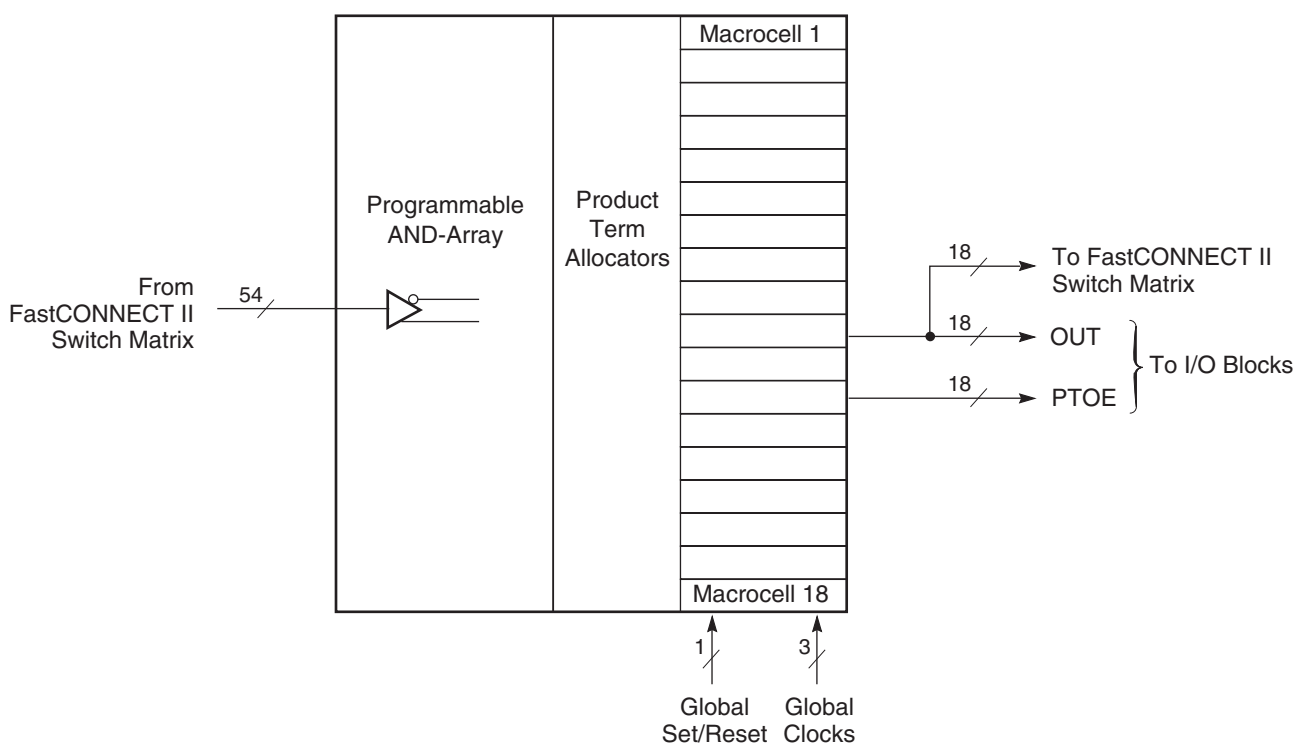 Macrocell 1
Programmable
AND-Array
Product
Term
Allocators
From
FastCONNECT II
Switch Matrix
54
18
To FastCONNECT II
Switch Matrix
18
OUT
To I/O Blocks
18
PTOE
Macrocell 18
1
3
Global
Set/Reset
Global
Clocks